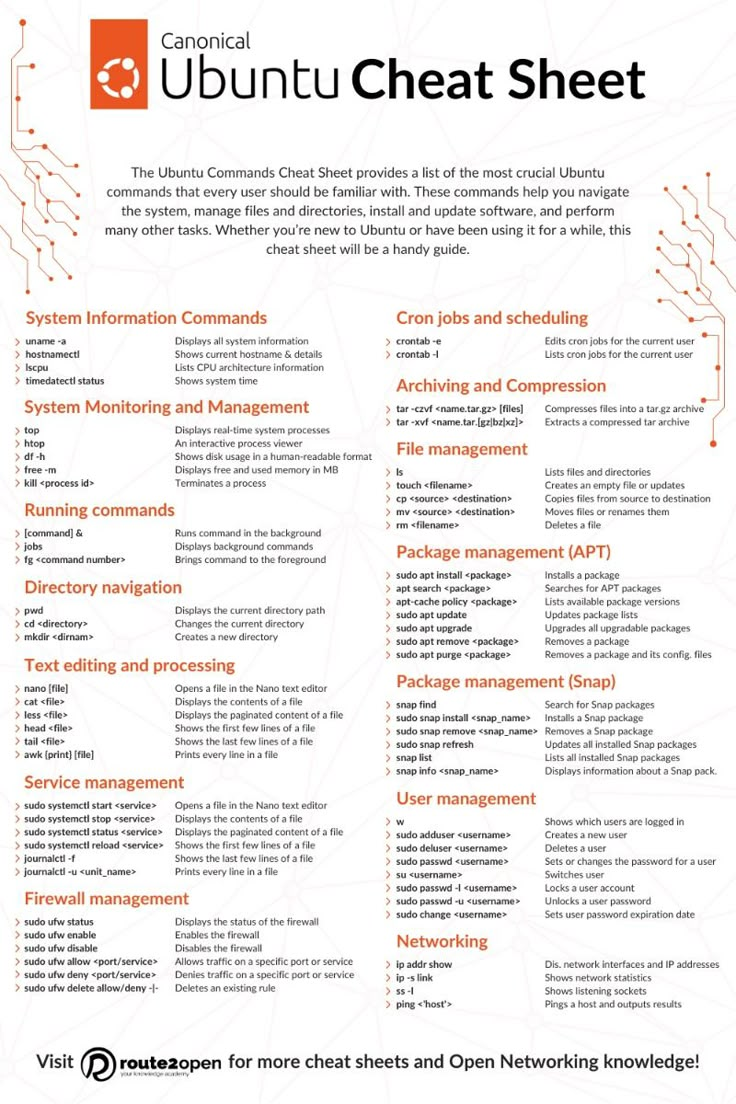 Canonical
Ubuntu Cheat Sheet
The Ubuntu Commands Cheat Sheet provides a list of the most crucial Ubuntu
commands that every user should be familiar with. These commands help you navigate
the system, manage files and directories, install and update software, and perform
many other tasks. Whether you're new to Ubuntu or have been using it for a while, this
cheat sheet will be a handy guide.
System Information Commands
uname -a Displays all system information
hostnamectl Shows current hostname & details
lscpu Lists CPU architecture information
timedatectl status Shows system time
System Monitoring and Management
top Displays real-time system processes
htop An interactive process viewer
df -h Shows disk usage in a human-readable format
free -m Displays free and used memory in MB
kill <process id> Terminates a process
Running commands
[command] & Runs command in the background
jobs Displays background commands
fg <command number> Brings command to the foreground
Directory navigation
pwd Displays the current directory path
cd <directory> Changes the current directory
mkdir <dirnam> Creates a new directory
Text editing and processing
nano [file] Opens a file in the Nano text editor
cat <file> Displays the contents of a file
less <file> Displays the paginated content of a file
head <file> Shows the first few lines of a file
tail <file> Shows the last few lines of a file
awk {print} [file] Prints every line in a file
Service management
sudo systemctl start <service> Opens a file in the Nano text editor
sudo systemctl stop <service> Displays the contents of a file
sudo systemctl status <service> Displays the paginated content of a file
sudo systemctl reload <service> Shows the first few lines of a file
journalctl -f Shows the last few lines of a file
journalctl -u <unit_name> Prints every line in a file
Firewall management
sudo ufw status Displays the status of the firewall
sudo ufw enable Enables the firewall
sudo ufw disable Disables the firewall
sudo ufw allow <port/service> Allows traffic on a specific port or service
sudo ufw deny <port/service> Denies traffic on a specific port or service
sudo ufw delete allow/deny -|- Deletes an existing rule
Cron jobs and scheduling
crontab -e Edits cron jobs for the current user
crontab -l Lists cron jobs for the current user
Archiving and Compression
tar -czvf <name.tar.gz> [files] Compresses files into a tar.gz archive
tar -xvf <name.tar.[gz|bz|xz]> Extracts a compressed tar archive
File management
ls Lists files and directories
touch <filename> Creates an empty file or updates
cp <source> <destination> Copies files from source to destination
mv <source> <destination> Moves files or renames them
rm <filename> Deletes a file
Package management (APT)
sudo apt install <package> Installs a package
apt search <package> Searches for APT packages
apt-cache policy <package> Lists available package versions
sudo apt update Updates package lists
sudo apt upgrade Upgrades all upgradable packages
sudo apt remove <package> Removes a package
sudo apt purge <package> Removes a package and its config. files
Package management (Snap)
snap find Search for Snap packages
sudo snap install <snap_name> Installs a Snap package
sudo snap remove <snap_name> Removes a Snap package
sudo snap refresh Updates all installed Snap packages
snap list Lists all installed Snap packages
snap info <snap_name> Displays information about a Snap pack.
User management
w Shows which users are logged in
sudo adduser <username> Creates a new user
sudo deluser <username> Deletes a user
sudo passwd <username> Sets or changes the password for a user
su <username> Switches user
sudo passwd -l <username> Locks a user account
sudo passwd -u <username> Unlocks a user password
sudo change <username> Sets user password expiration date
Networking
ip addr show Dis. network interfaces and IP addresses
ip -s link Shows network statistics
ss -l Shows listening sockets
ping <'host'> Pings a host and outputs results
Visit route2open for more cheat sheets and Open Networking knowledge!
your knowledge academy